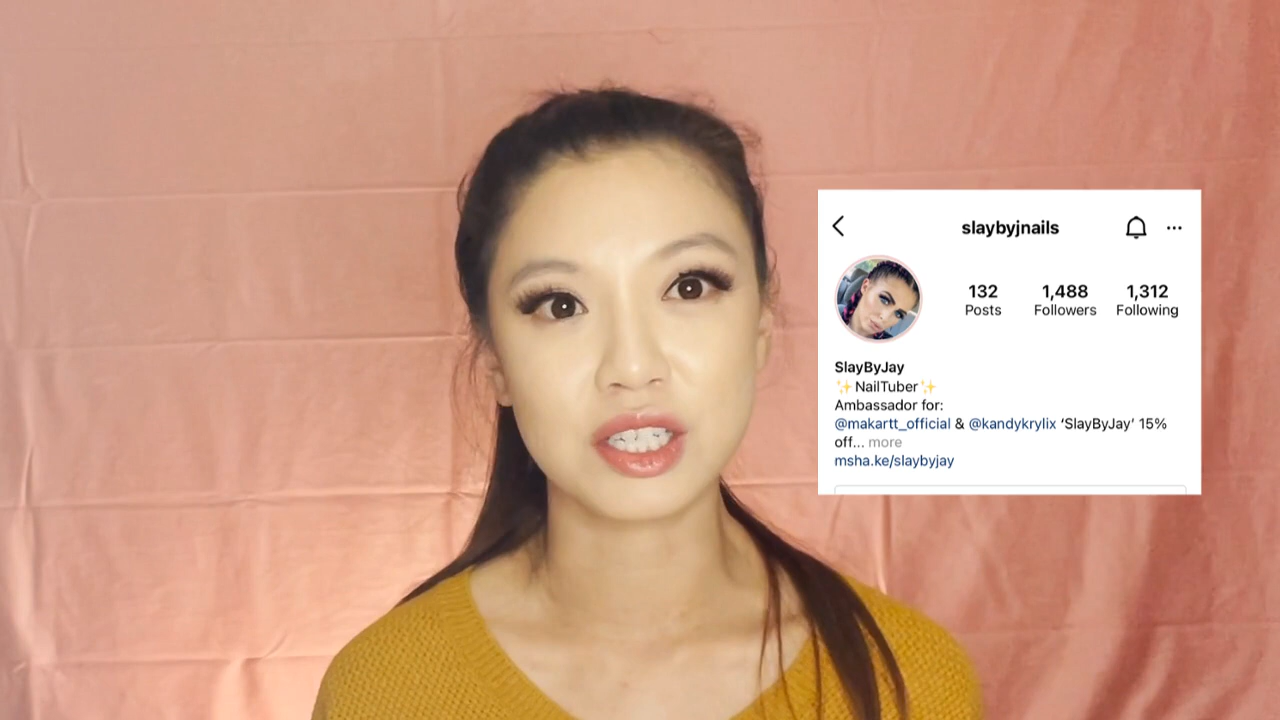 slaybyjnails
132 1,488 1,312
Posts Followers Following
SlayByJay
✨NailTuber✨
Ambassador for:
@makartt_official & @kandykrylix ‘SlayByJay’ 15%
off... more
msha.ke/slaybyjay